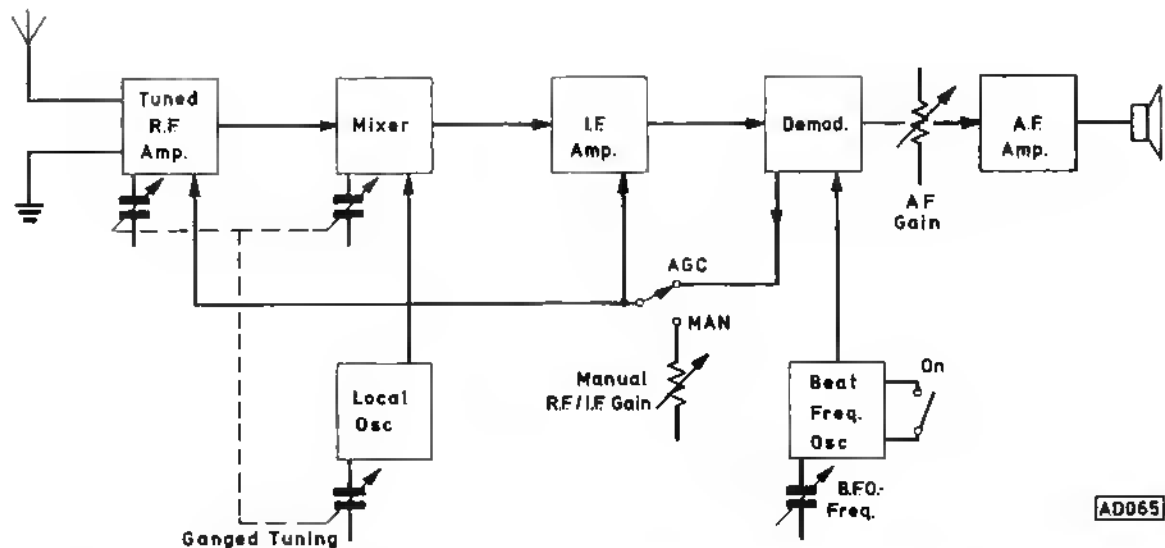 Tuned
R.F.
Amp.
Mixer
I.F.
Amp.
Demod.
A.F
Gain
A.F.
Amp.
AGC
MAN
Manual
R.F./I.F. Gain
Local
Osc
Beat
Freq.
Osc
On
B.F.O.-
Freq.
Ganged Tuning
AD065